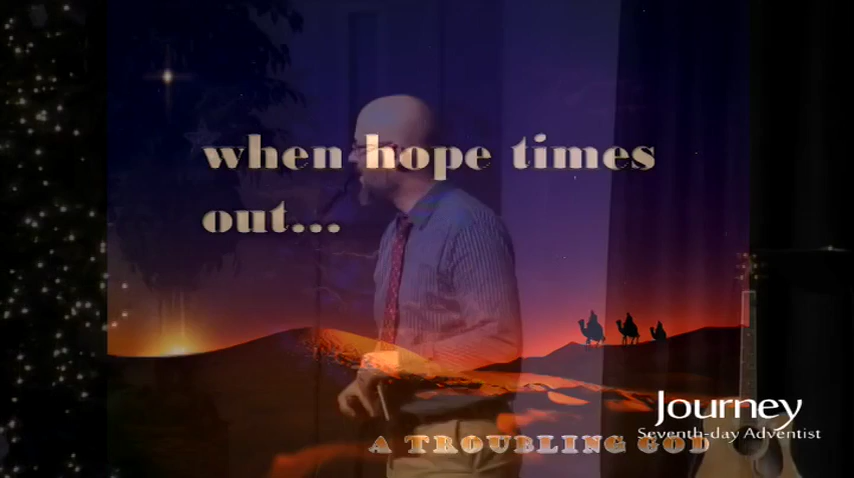 when hope times
out...
A TROUBLING GOD
Journey
Seventh-day Adventist